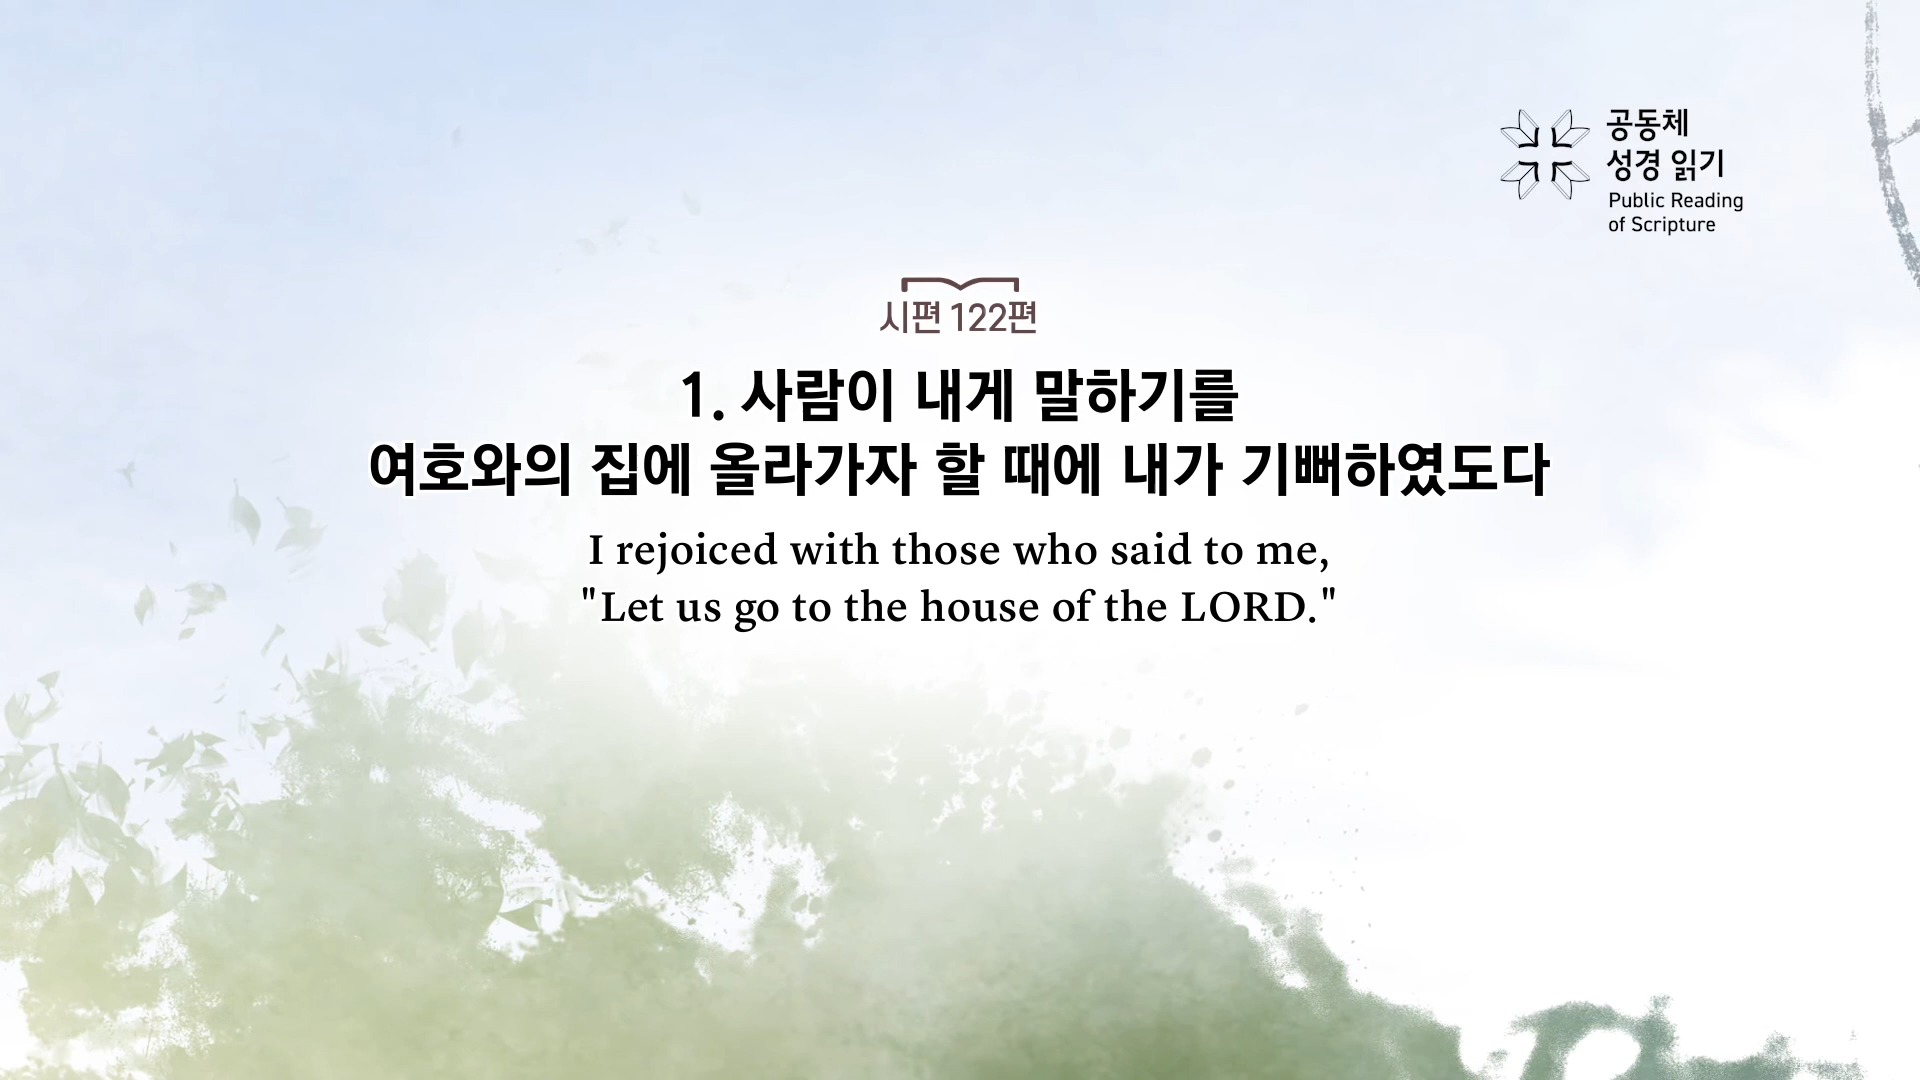 공동체
성경 읽기
Public Reading
of Scripture
시편 122편
1. 사람이 내게 말하기를
여호와의 집에 올라가자 할 때에 내가 기뻐하였도다
I rejoiced with those who said to me,
"Let us go to the house of the LORD."